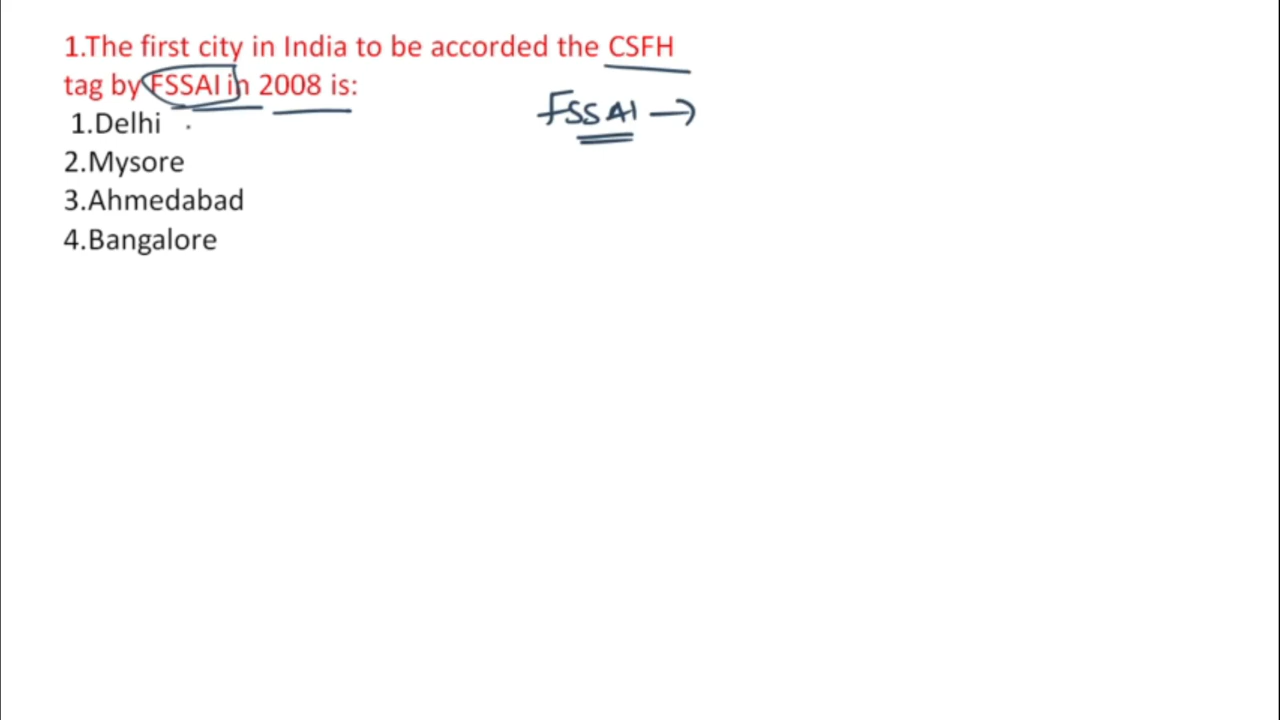 1.The first city in India to be accorded the CSFH
tag by FSSAI in 2008 is:
FSSAI →
1.Delhi
2.Mysore
3.Ahmedabad
4.Bangalore